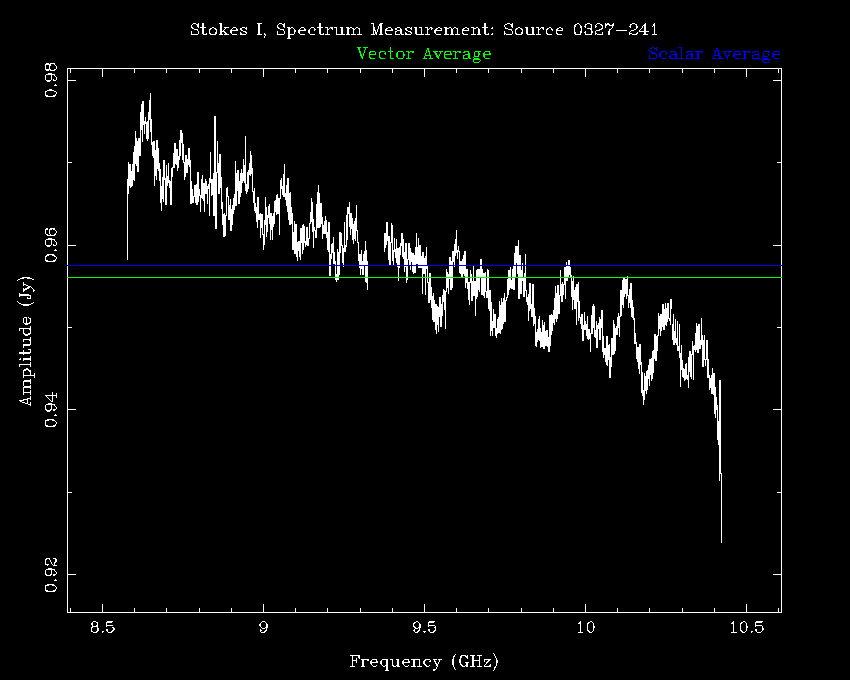 Stokes I, Spectrum Measurement: Source 0327-241
Vector Average Scalar Average
0.98
0.96
0.94
0.92
Amplitude (Jy)
8.5 9 9.5 10 10.5
Frequency (GHz)